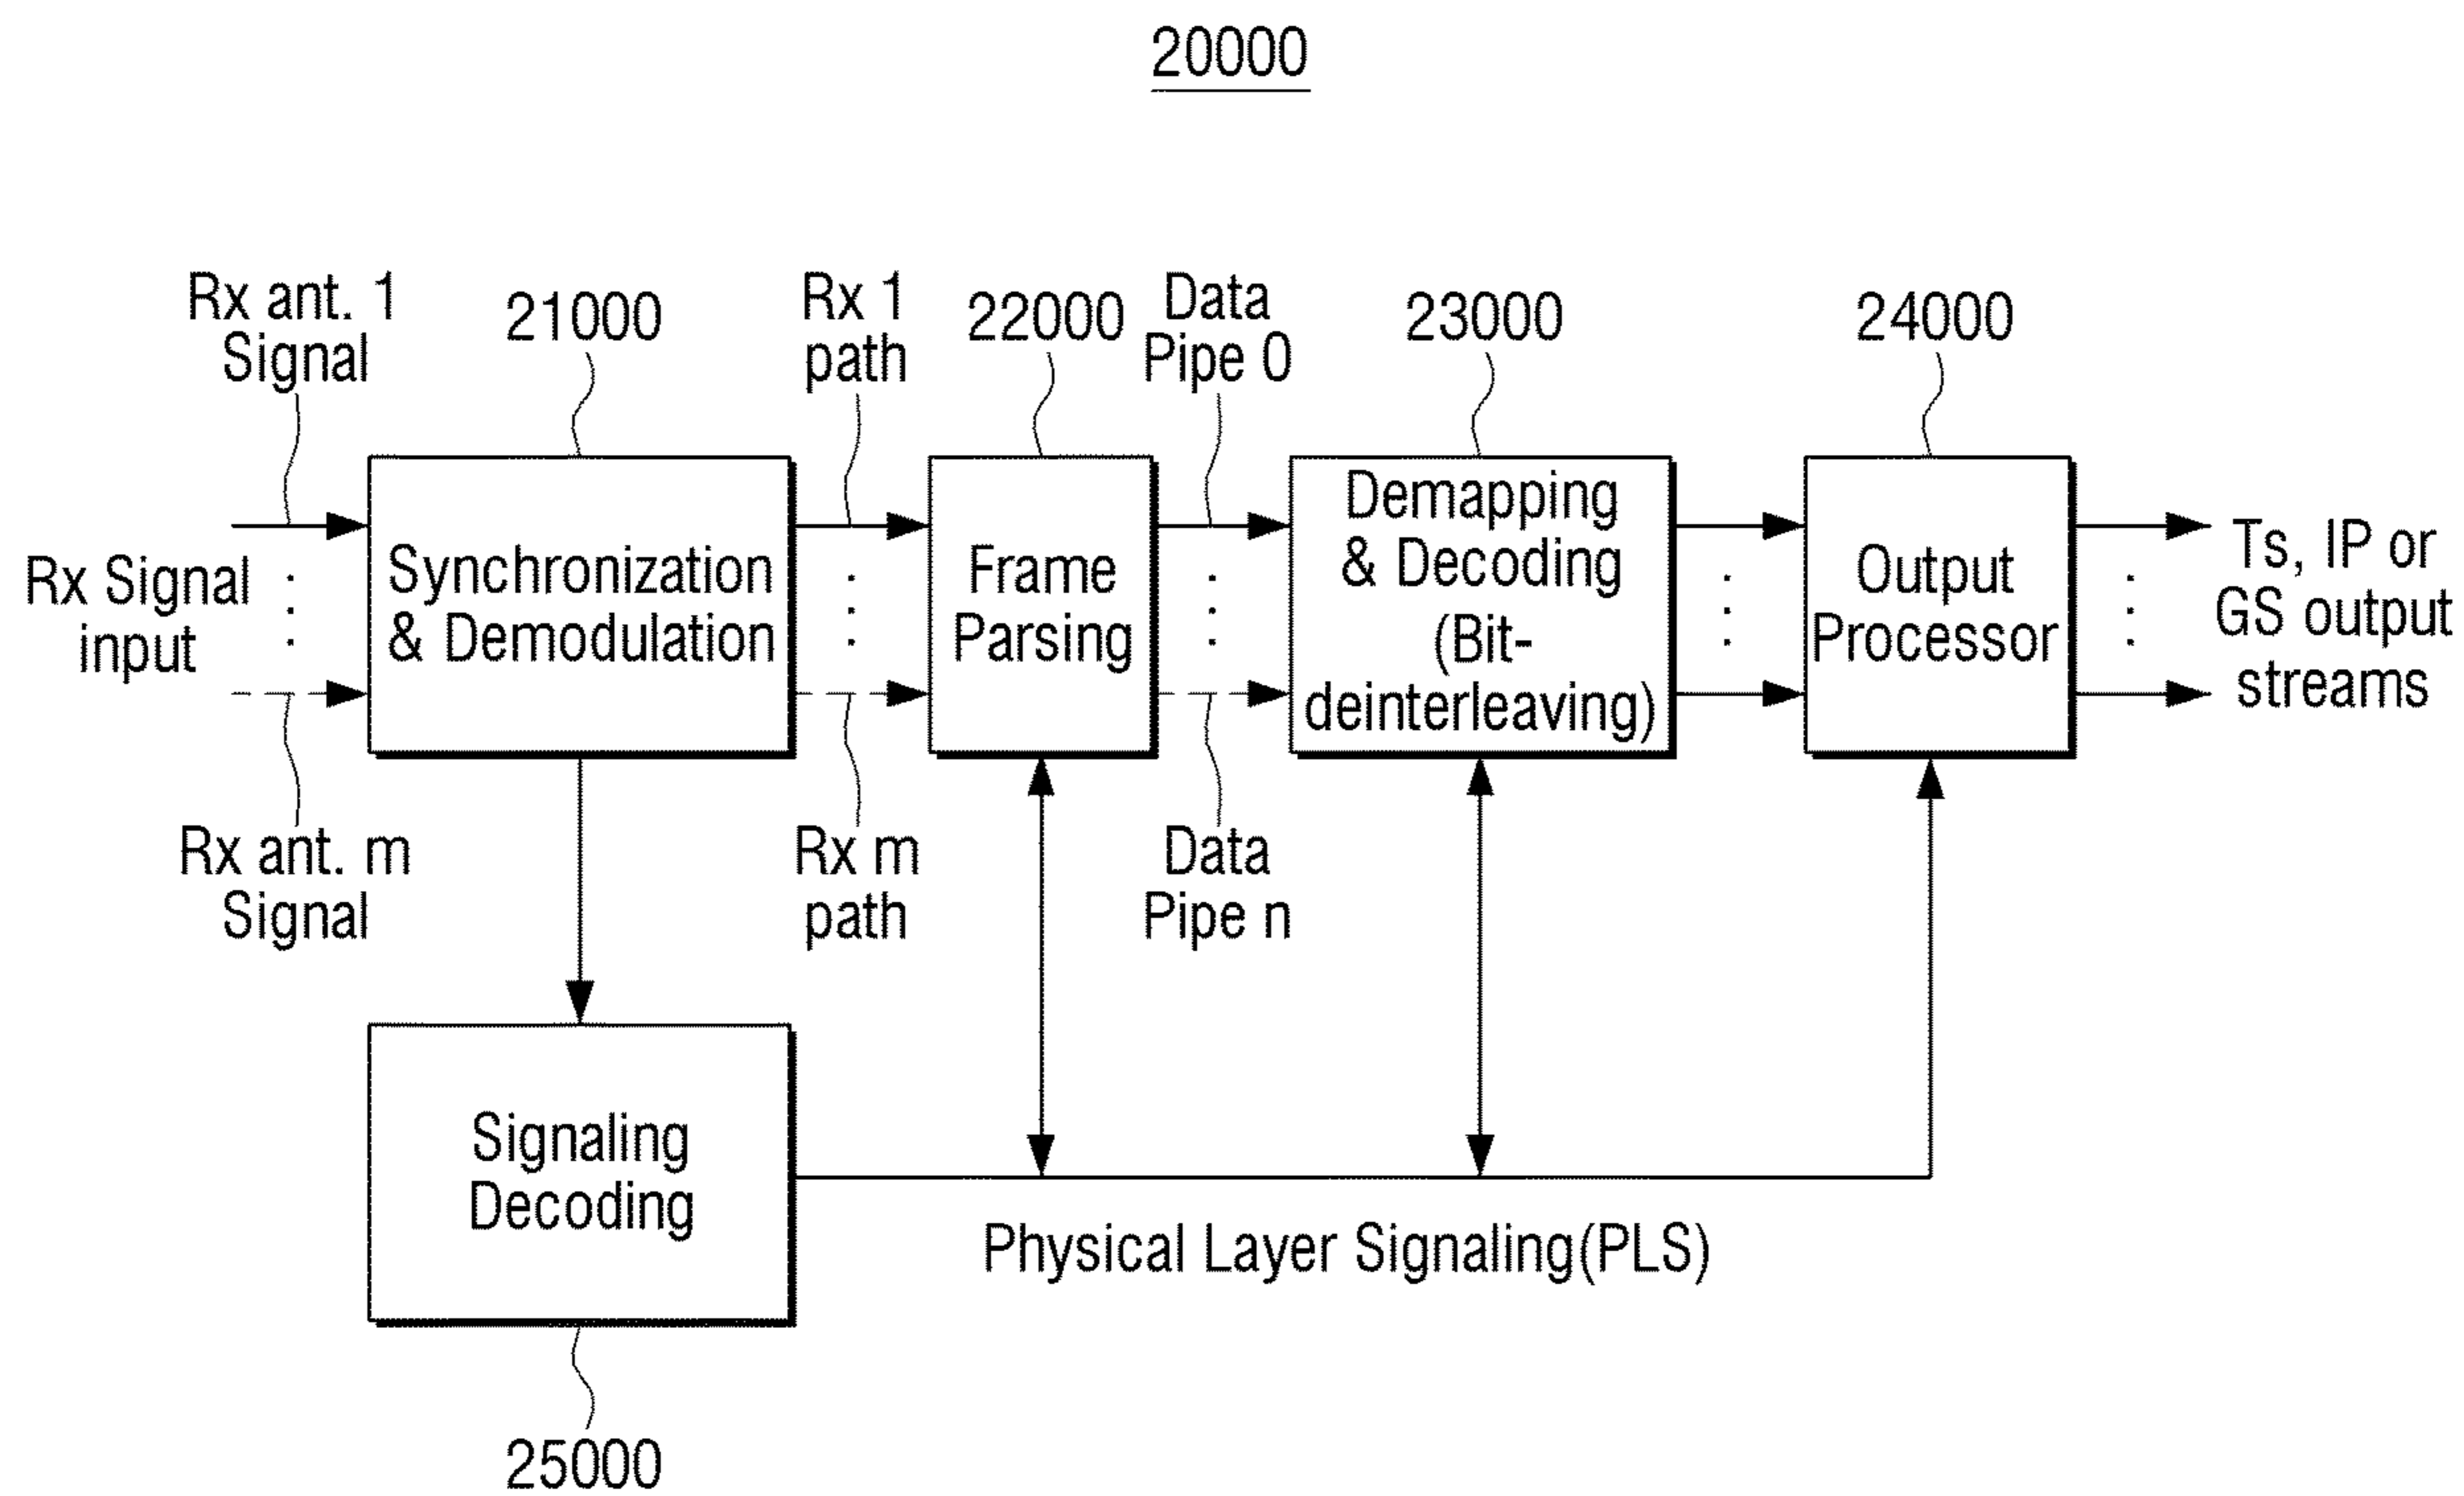 20000
Rx ant. 1
Signal
21000
Rx 1
path
22000
Data
Pipe 0
23000
24000
Rx Signal
input
Synchronization
& Demodulation
Frame
Parsing
Demapping
& Decoding
(Bit-
deinterleaving)
Output
Processor
Ts, IP or
GS output
streams
Rx ant. m
Signal
Rx m
path
Data
Pipe n
Signaling
Decoding
Physical Layer Signaling(PLS)
25000